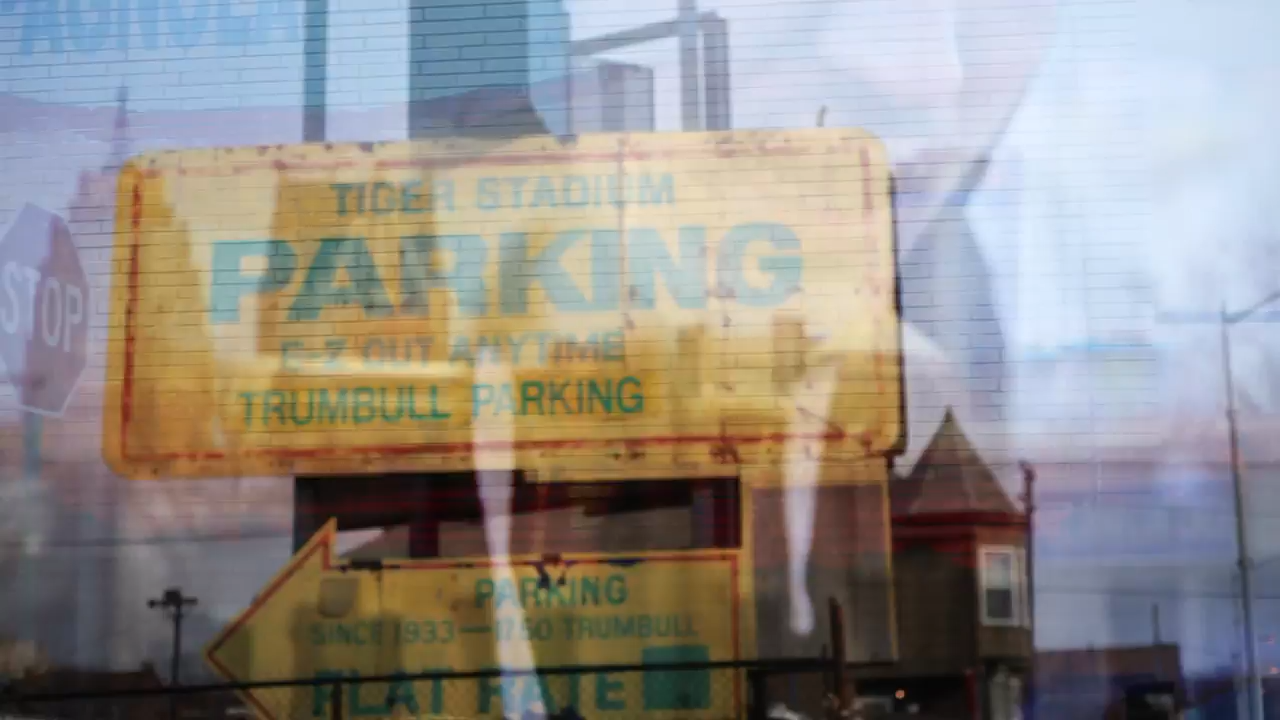 STOP
TIGER STADIUM
PARKING
E-Z OUT ANYTIME
TRUMBULL PARKING
PARKING
SINCE 1933—1750 TRUMBULL
FLAT RATE